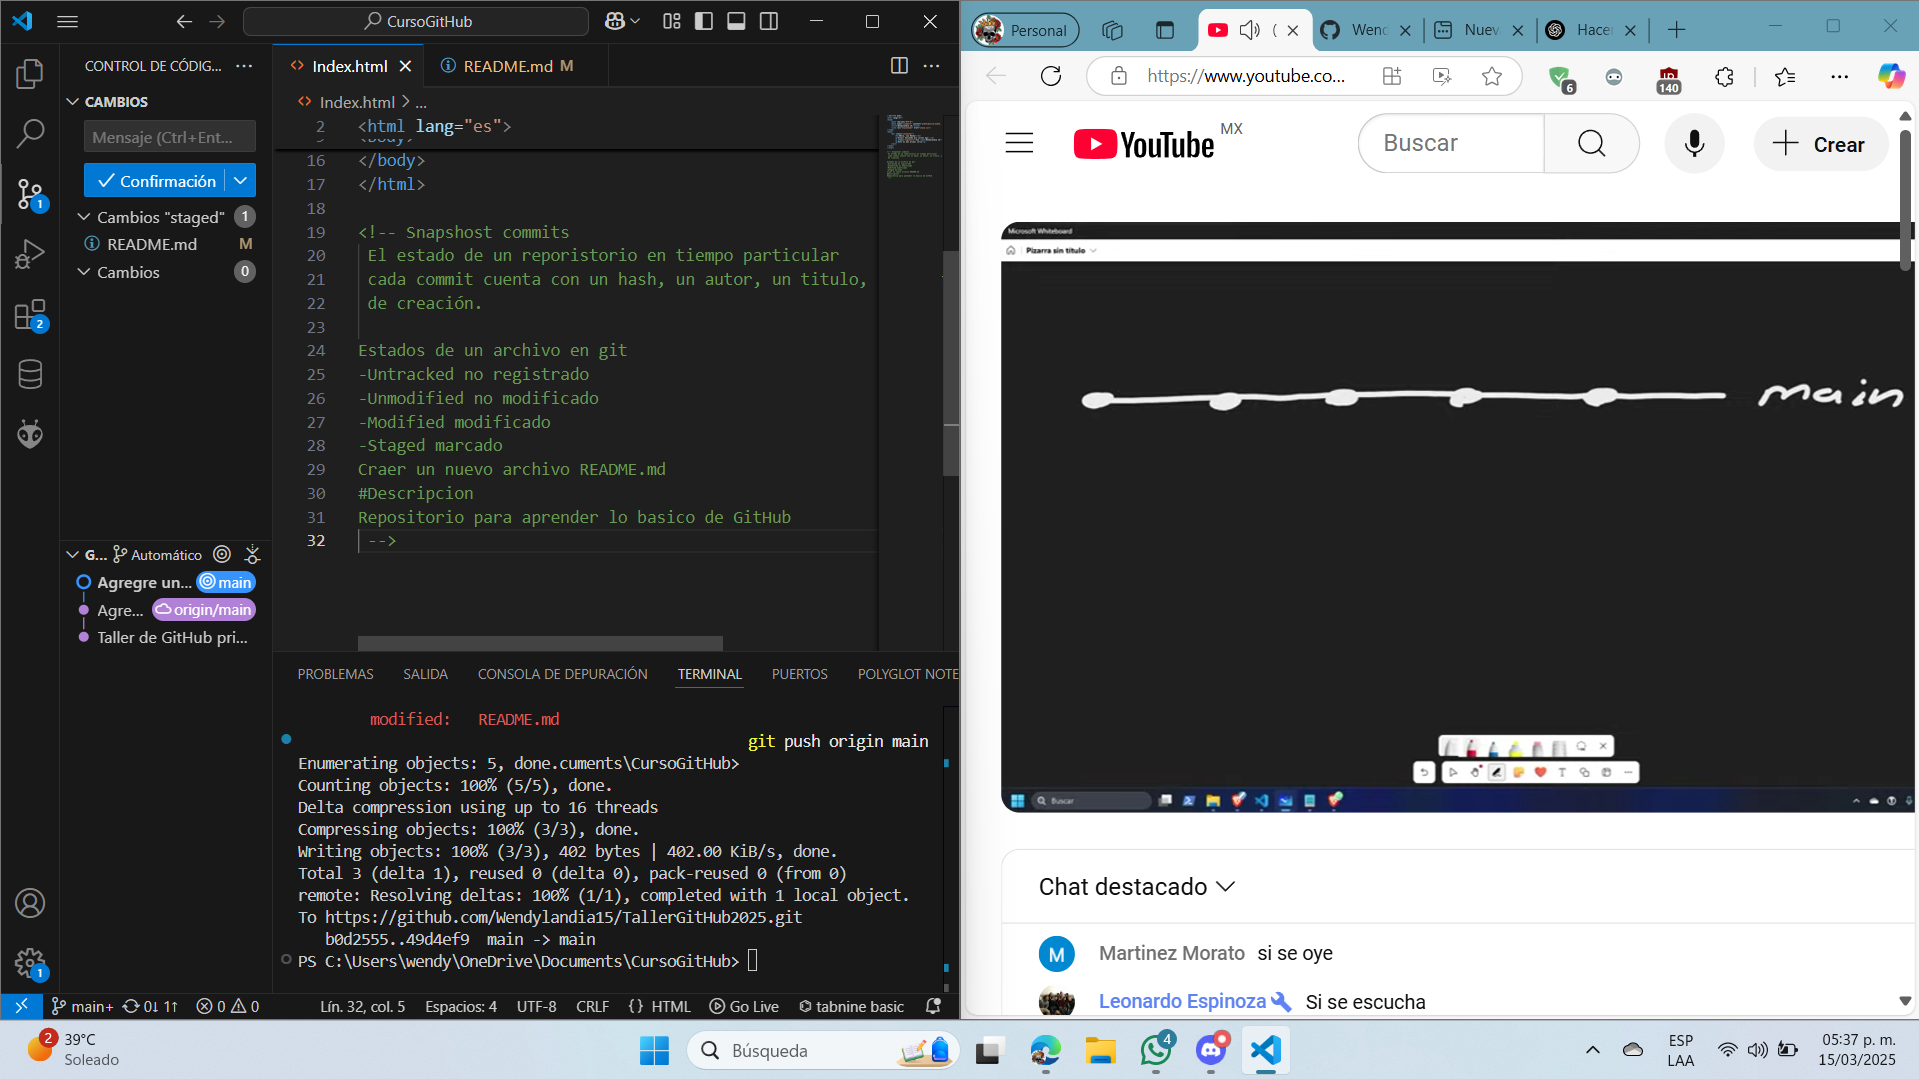 CursoGitHub
CONTROL DE CÓDIG...
CAMBIOS
Mensaje (Ctrl+Ent...
Confirmación
Cambios "staged" 1
README.md M
Cambios 0
1
2
G... Automático
Agregre un... main
Agre... origin/main
Taller de GitHub pri...
1
Index.html
README.md M
Index.html > ...
2 <html lang="es">
16 </body>
17 </html>
18
19 <!-- Snapshost commits
20 El estado de un reporistorio en tiempo particular
21 cada commit cuenta con un hash, un autor, un titulo,
22 de creación.
23
24 Estados de un archivo en git
25 -Untracked no registrado
26 -Unmodified no modificado
27 -Modified modificado
28 -Staged marcado
29 Craer un nuevo archivo README.md
30 #Descripcion
31 Repositorio para aprender lo basico de GitHub
32 -->
PROBLEMAS SALIDA CONSOLA DE DEPURACIÓN TERMINAL PUERTOS POLYGLOT NOTE
modified: README.md
git push origin main
Enumerating objects: 5, done.cuments\CursoGitHub>
Counting objects: 100% (5/5), done.
Delta compression using up to 16 threads
Compressing objects: 100% (3/3), done.
Writing objects: 100% (3/3), 402 bytes | 402.00 KiB/s, done.
Total 3 (delta 1), reused 0 (delta 0), pack-reused 0 (from 0)
remote: Resolving deltas: 100% (1/1), completed with 1 local object.
To https://github.com/Wendylandia15/TallerGitHub2025.git
b0d2555..49d4ef9 main -> main
PS C:\Users\wendy\OneDrive\Documents\CursoGitHub>
main+ 0↓ 1↑ 0 0 Lín. 32, col. 5 Espacios: 4 UTF-8 CRLF {} HTML Go Live tabnine basic
Personal
(
Wend
Nuev
Hacer
https://www.youtube.co...
6
140
YouTube MX
Buscar
Crear
Microsoft Whiteboard
Pizarra sin título
main
Buscar
Chat destacado
M Martinez Morato si se oye
Leonardo Espinoza Si se escucha
2
39°C
Soleado
Búsqueda
4
ESP
LAA
05:37 p. m.
15/03/2025